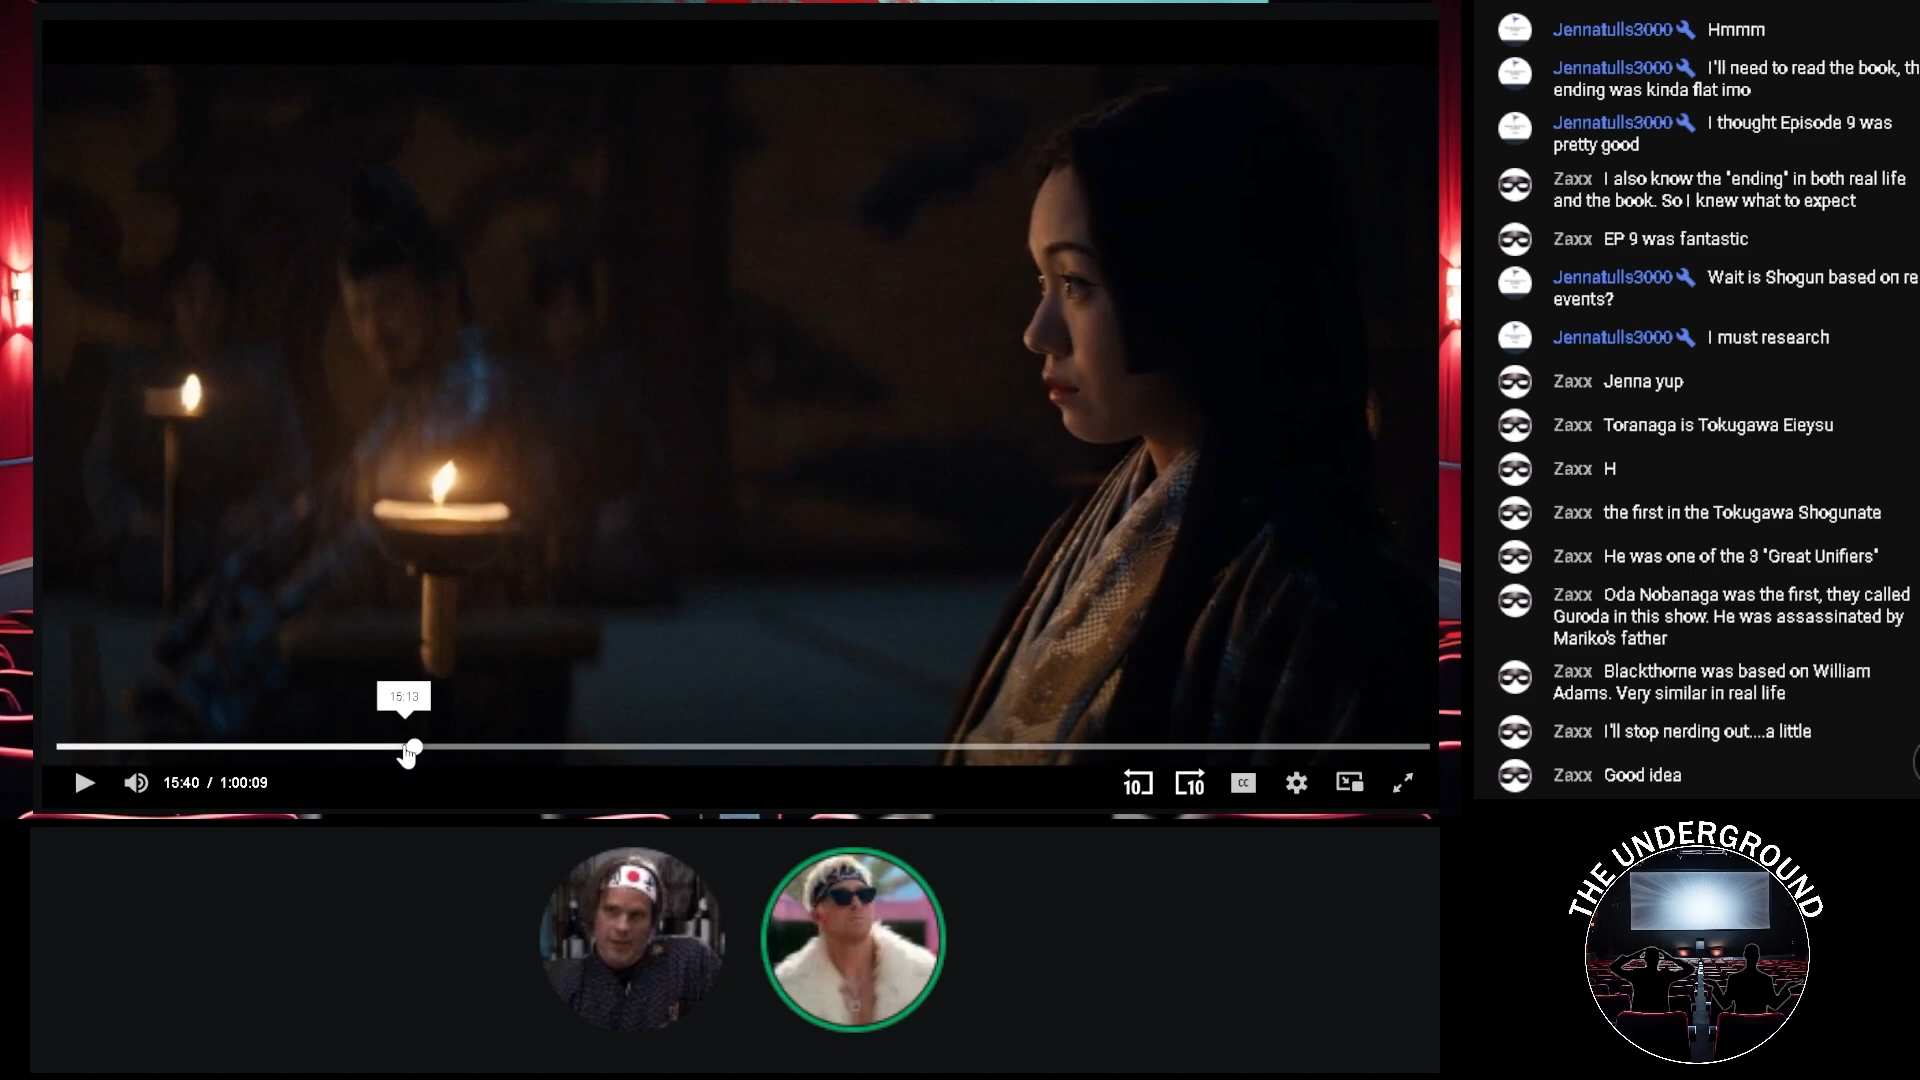 Jennatulls3000 Hmmm
Jennatulls3000 I'll need to read the book, th
ending was kinda flat imo
Jennatulls3000 I thought Episode 9 was
pretty good
Zaxx I also know the "ending" in both real life
and the book. So I knew what to expect
Zaxx EP 9 was fantastic
Jennatulls3000 Wait is Shogun based on re
events?
Jennatulls3000 I must research
Zaxx Jenna yup
Zaxx Toranaga is Tokugawa Eieysu
Zaxx H
Zaxx the first in the Tokugawa Shogunate
Zaxx He was one of the 3 "Great Unifiers"
Zaxx Oda Nobanaga was the first, they called
Guroda in this show. He was assassinated by
Mariko's father
Zaxx Blackthorne was based on William
Adams. Very similar in real life
Zaxx I'll stop nerding out....a little
Zaxx Good idea
15:13
15:40 / 1:00:09
10
10
CC
THE UNDERGROUND